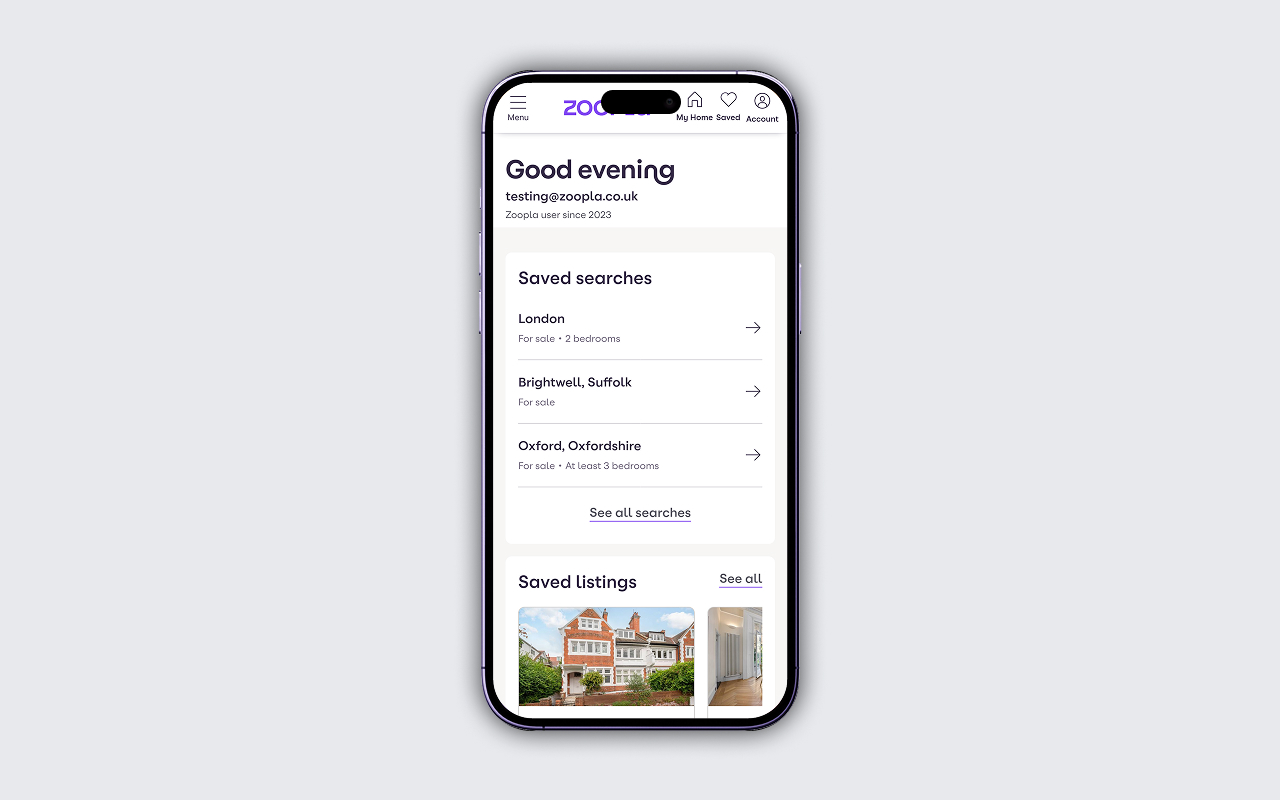 Menu
My Home
Saved
Account
Good evening
testing@zoopla.co.uk
Zoopla user since 2023
Saved searches
London
For sale • 2 bedrooms
Brightwell, Suffolk
For sale
Oxford, Oxfordshire
For sale • At least 3 bedrooms
See all searches
Saved listings
See all